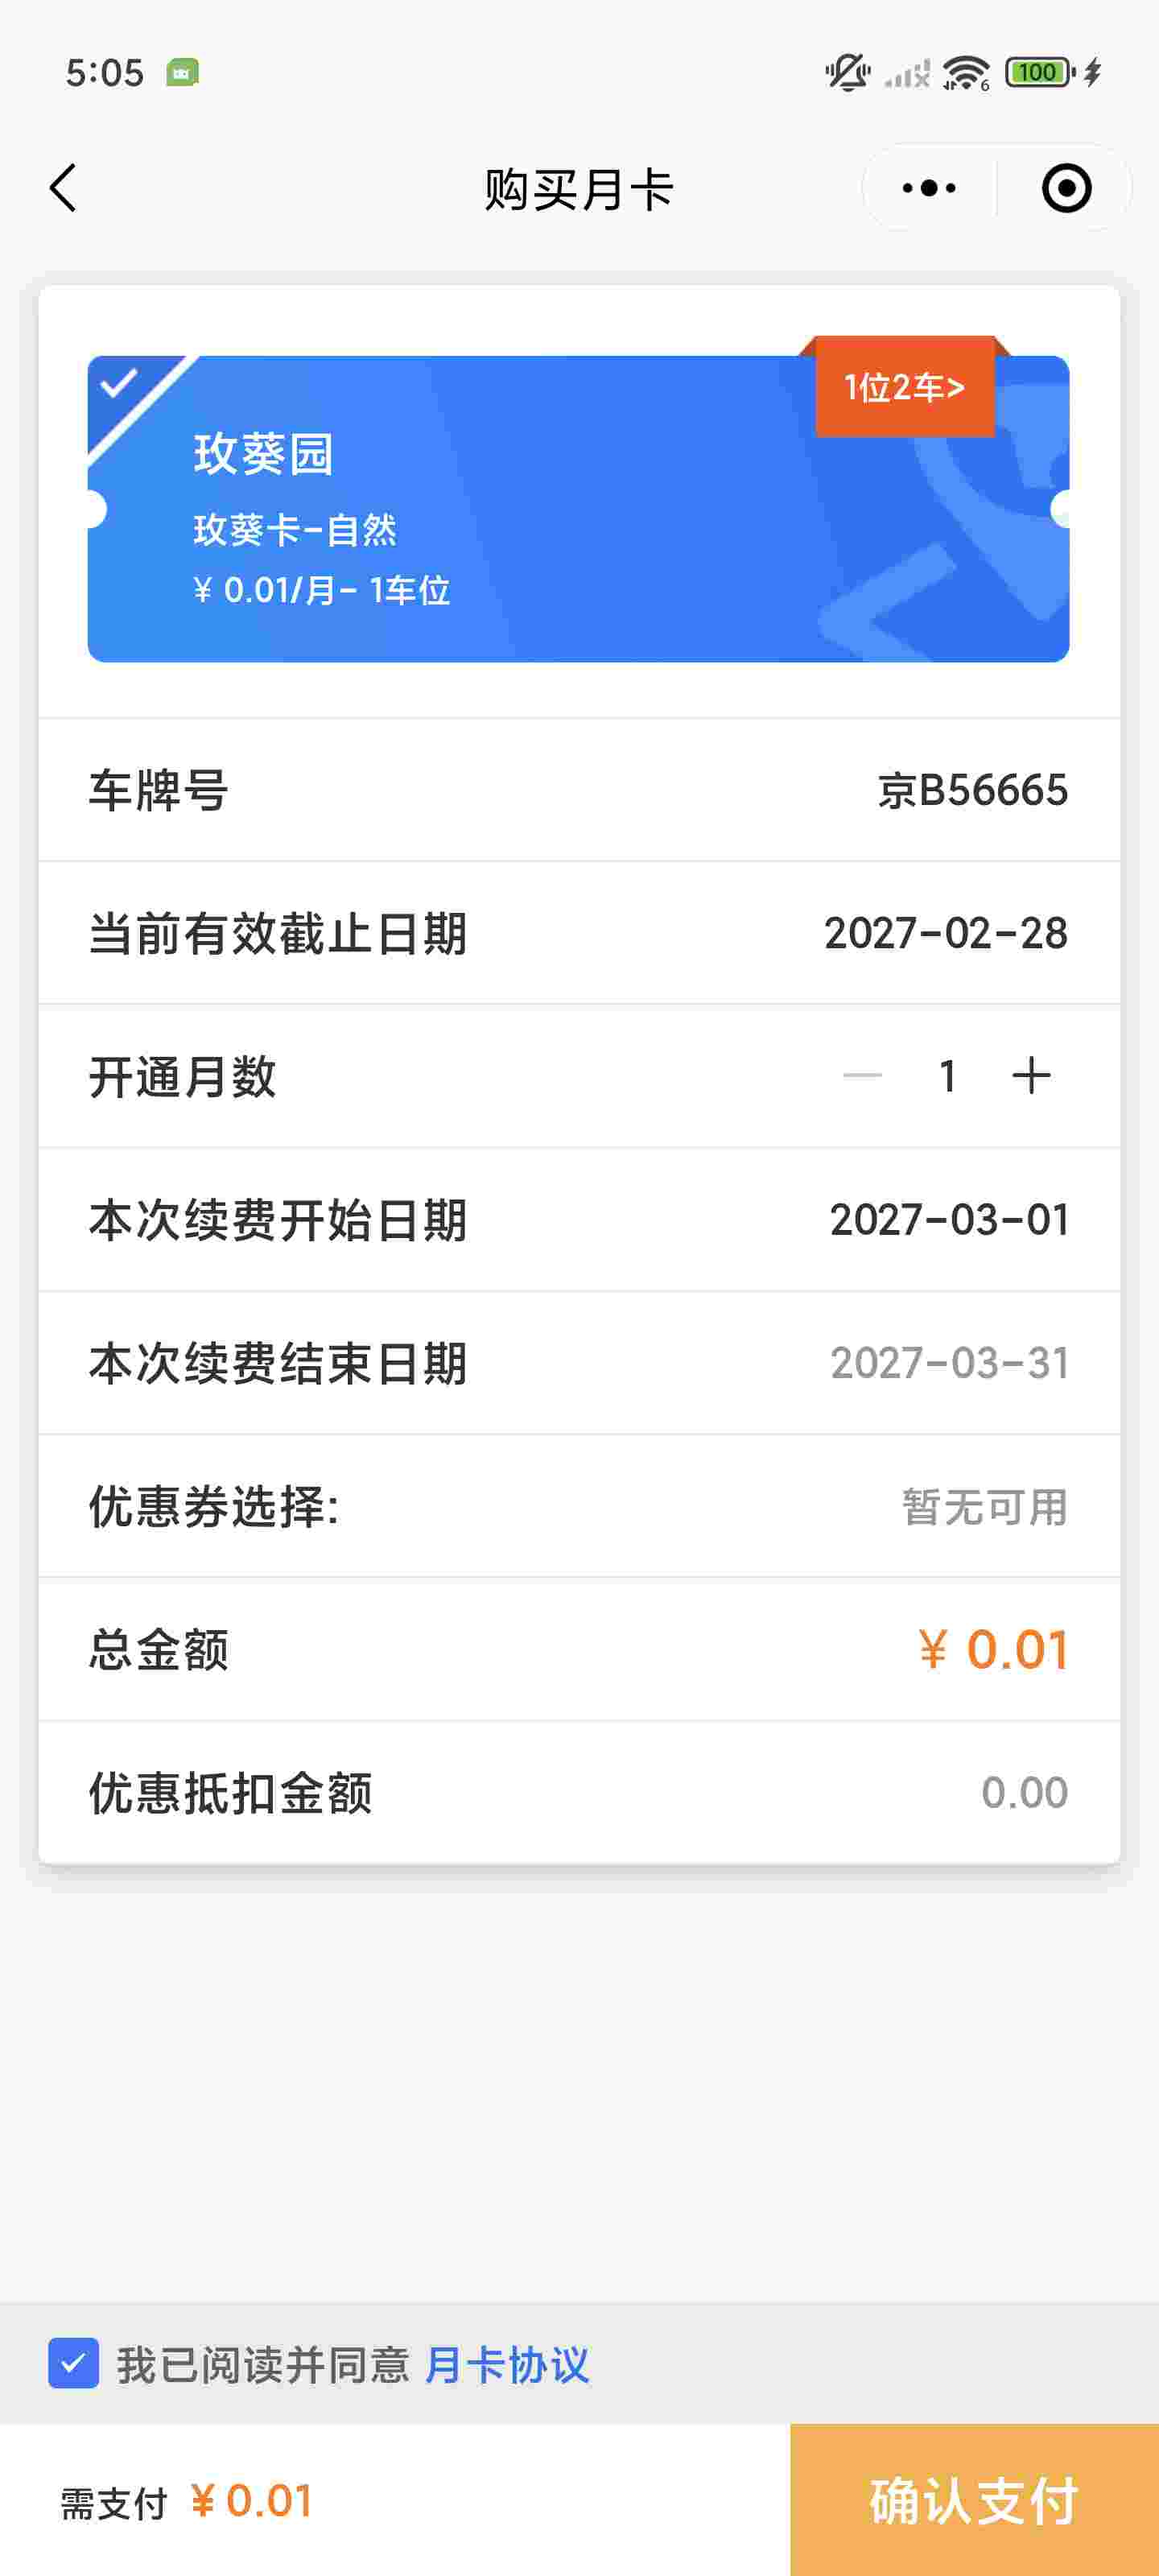 5:05
100
购买月卡
1位2车>
玫葵园
玫葵卡-自然
¥ 0.01/月- 1车位
车牌号 京B56665
当前有效截止日期 2027-02-28
开通月数 — 1 +
本次续费开始日期 2027-03-01
本次续费结束日期 2027-03-31
优惠券选择: 暂无可用
总金额 ¥ 0.01
优惠抵扣金额 0.00
我已阅读并同意 月卡协议
需支付 ¥ 0.01 确认支付